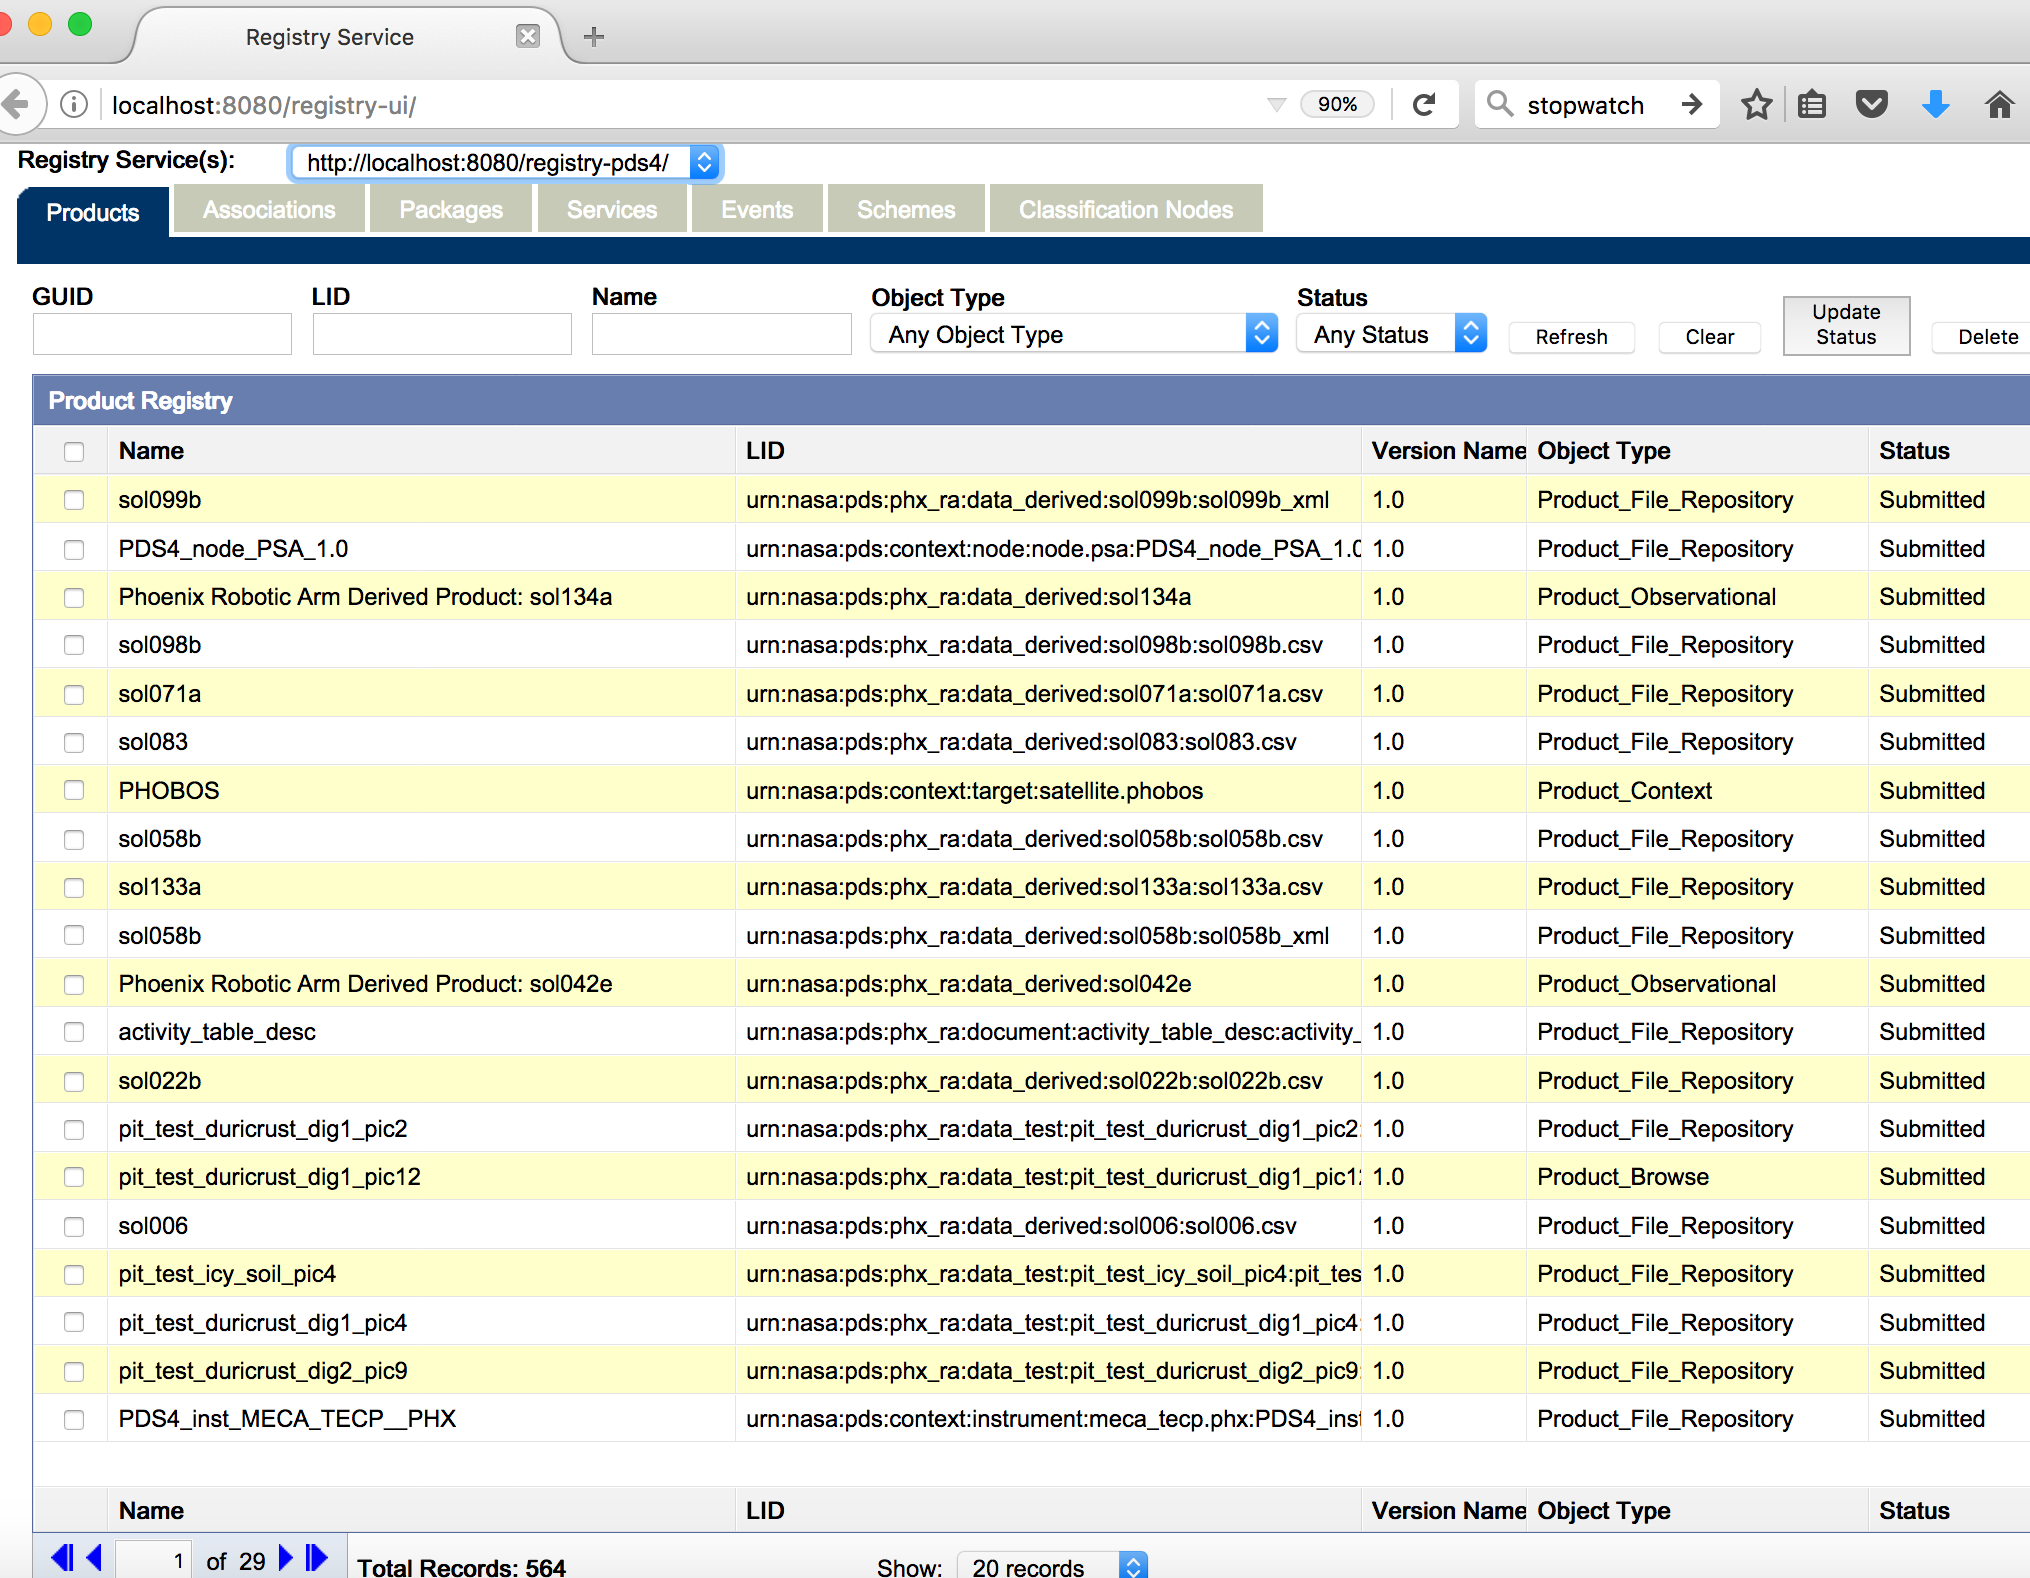 Registry Service
localhost:8080/registry-ui/ 90% stopwatch
Registry Service(s): http://localhost:8080/registry-pds4/
Products Associations Packages Services Events Schemes Classification Nodes
GUID LID Name Object Type Status
Any Object Type Any Status Refresh Clear Update Status Delete
Product Registry
Name LID Version Name Object Type Status
sol099b urn:nasa:pds:phx_ra:data_derived:sol099b:sol099b_xml 1.0 Product_File_Repository Submitted
PDS4_node_PSA_1.0 urn:nasa:pds:context:node:node.psa:PDS4_node_PSA_1.0 1.0 Product_File_Repository Submitted
Phoenix Robotic Arm Derived Product: sol134a urn:nasa:pds:phx_ra:data_derived:sol134a 1.0 Product_Observational Submitted
sol098b urn:nasa:pds:phx_ra:data_derived:sol098b:sol098b.csv 1.0 Product_File_Repository Submitted
sol071a urn:nasa:pds:phx_ra:data_derived:sol071a:sol071a.csv 1.0 Product_File_Repository Submitted
sol083 urn:nasa:pds:phx_ra:data_derived:sol083:sol083.csv 1.0 Product_File_Repository Submitted
PHOBOS urn:nasa:pds:context:target:satellite.phobos 1.0 Product_Context Submitted
sol058b urn:nasa:pds:phx_ra:data_derived:sol058b:sol058b.csv 1.0 Product_File_Repository Submitted
sol133a urn:nasa:pds:phx_ra:data_derived:sol133a:sol133a.csv 1.0 Product_File_Repository Submitted
sol058b urn:nasa:pds:phx_ra:data_derived:sol058b:sol058b_xml 1.0 Product_File_Repository Submitted
Phoenix Robotic Arm Derived Product: sol042e urn:nasa:pds:phx_ra:data_derived:sol042e 1.0 Product_Observational Submitted
activity_table_desc urn:nasa:pds:phx_ra:document:activity_table_desc:activity_ 1.0 Product_File_Repository Submitted
sol022b urn:nasa:pds:phx_ra:data_derived:sol022b:sol022b.csv 1.0 Product_File_Repository Submitted
pit_test_duricrust_dig1_pic2 urn:nasa:pds:phx_ra:data_test:pit_test_duricrust_dig1_pic2: 1.0 Product_File_Repository Submitted
pit_test_duricrust_dig1_pic12 urn:nasa:pds:phx_ra:data_test:pit_test_duricrust_dig1_pic12 1.0 Product_Browse Submitted
sol006 urn:nasa:pds:phx_ra:data_derived:sol006:sol006.csv 1.0 Product_File_Repository Submitted
pit_test_icy_soil_pic4 urn:nasa:pds:phx_ra:data_test:pit_test_icy_soil_pic4:pit_tes 1.0 Product_File_Repository Submitted
pit_test_duricrust_dig1_pic4 urn:nasa:pds:phx_ra:data_test:pit_test_duricrust_dig1_pic4: 1.0 Product_File_Repository Submitted
pit_test_duricrust_dig2_pic9 urn:nasa:pds:phx_ra:data_test:pit_test_duricrust_dig2_pic9: 1.0 Product_File_Repository Submitted
PDS4_inst_MECA_TECP__PHX urn:nasa:pds:context:instrument:meca_tecp.phx:PDS4_inst 1.0 Product_File_Repository Submitted
Name LID Version Name Object Type Status
1 of 29 Total Records: 564 Show: 20 records